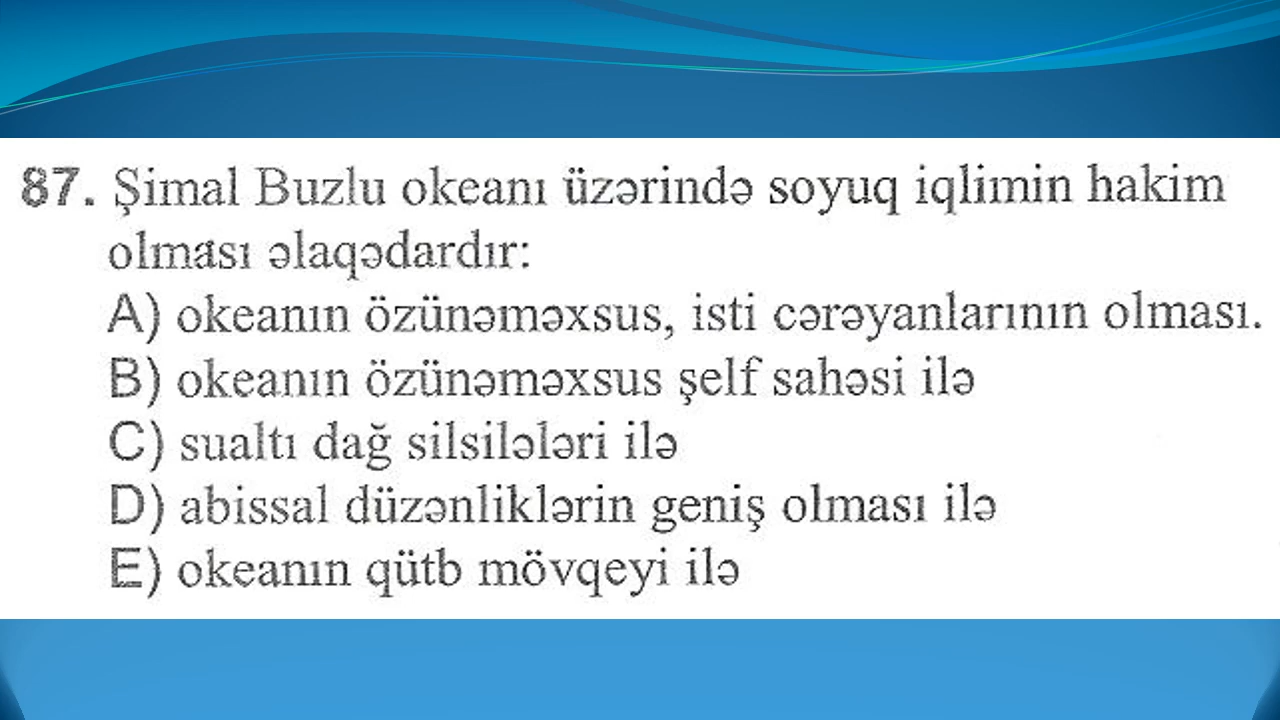 87. Şimal Buzlu okeanı üzərində soyuq iqlimin hakim
olması əlaqədardır:
A) okeanın özünəməxsus, isti cərəyanlarının olması.
B) okeanın özünəməxsus şelf sahəsi ilə
C) sualtı dağ silsilələri ilə
D) abissal düzənliklərin geniş olması ilə
E) okeanın qütb mövqeyi ilə